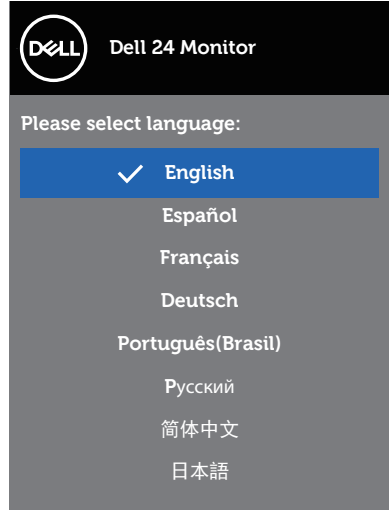 DELL
Dell 24 Monitor
Please select language:
English
Español
Français
Deutsch
Português(Brasil)
Русский
简体中文
日本語